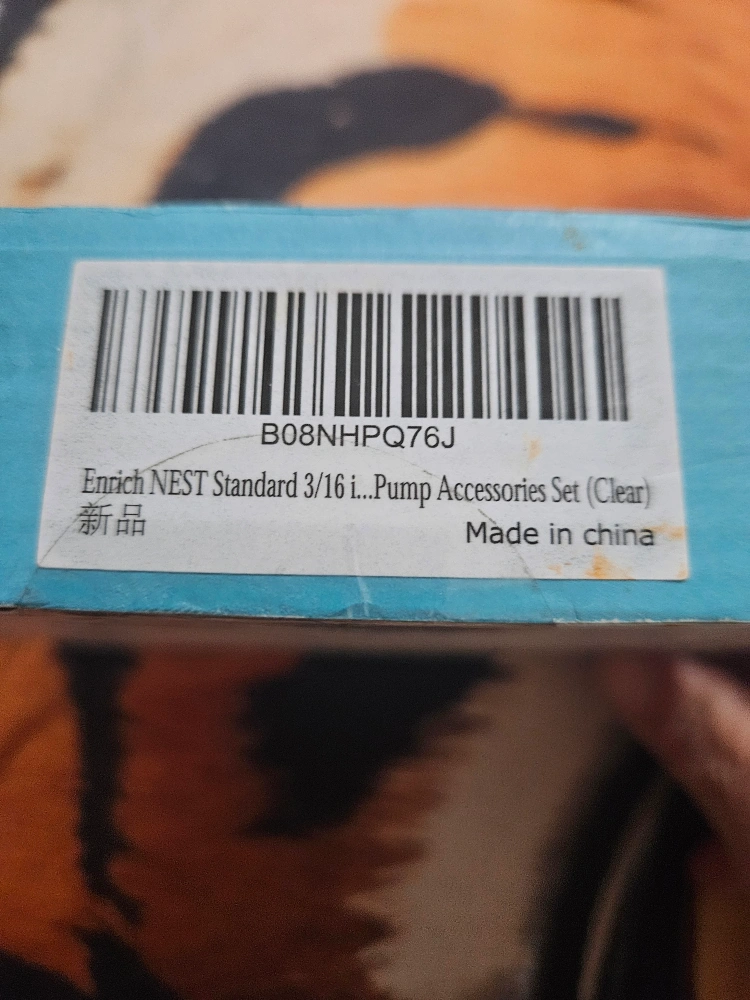 B08NHPQ76J
Enrich NEST Standard 3/16 i...Pump Accessories Set (Clear)
新品
Made in china